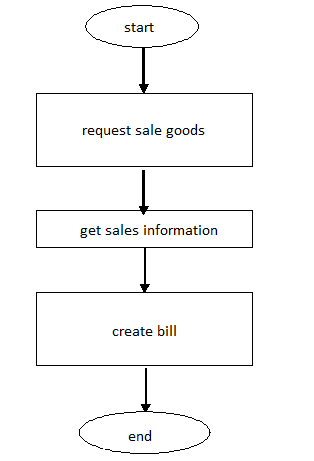 start
request sale goods
get sales information
create bill
end